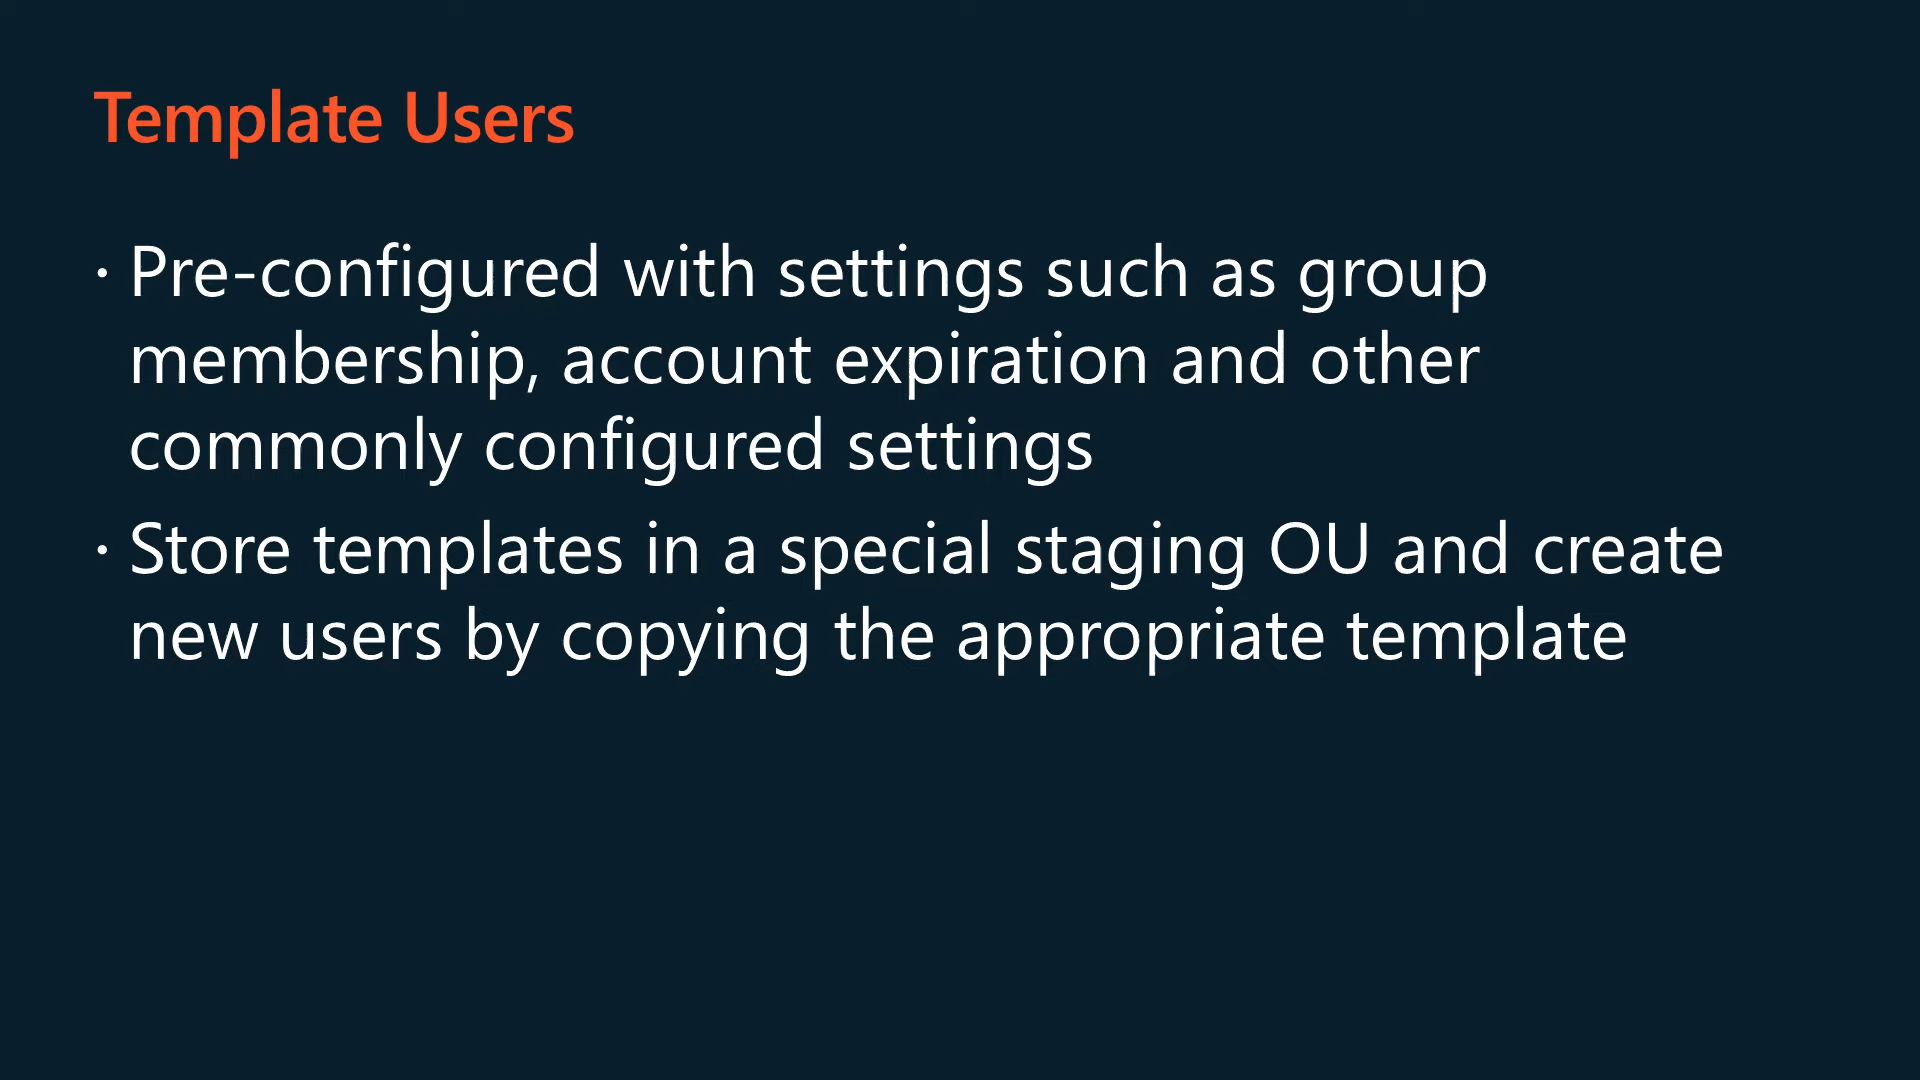 Template Users
· Pre-configured with settings such as group
membership, account expiration and other
commonly configured settings
· Store templates in a special staging OU and create
new users by copying the appropriate template